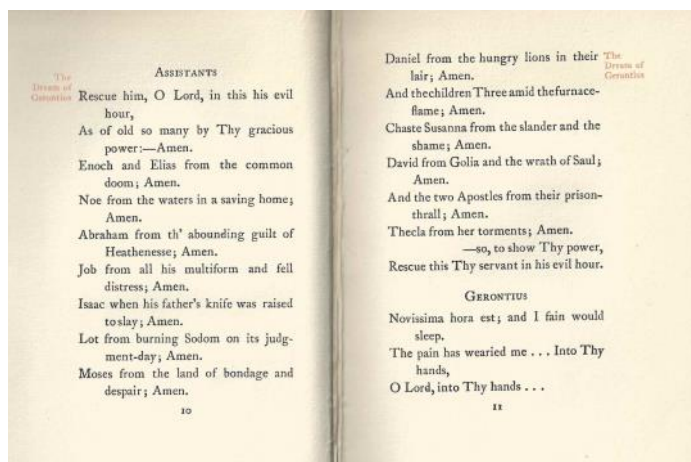 The
Dream of
Gerontius
ASSISTANTS
Rescue him, O Lord, in this his evil
hour,
As of old so many by Thy gracious
power:—Amen.
Enoch and Elias from the common
doom; Amen.
Noe from the waters in a saving home;
Amen.
Abraham from th' abounding guilt of
Heathenesse; Amen.
Job from all his multiform and fell
distress; Amen.
Isaac when his father's knife was raised
to slay; Amen.
Lot from burning Sodom on its judg-
ment-day; Amen.
Moses from the land of bondage and
despair; Amen.
10
The
Dream of
Gerontius
Daniel from the hungry lions in their
lair; Amen.
And the children Three amid the furnace-
flame; Amen.
Chaste Susanna from the slander and the
shame; Amen.
David from Golia and the wrath of Saul;
Amen.
And the two Apostles from their prison-
thrall; Amen.
Thecla from her torments; Amen.
—so, to show Thy power,
Rescue this Thy servant in his evil hour.
GERONTIUS
Novissima hora est; and I fain would
sleep.
The pain has wearied me . . . Into Thy
hands,
O Lord, into Thy hands . . .
11